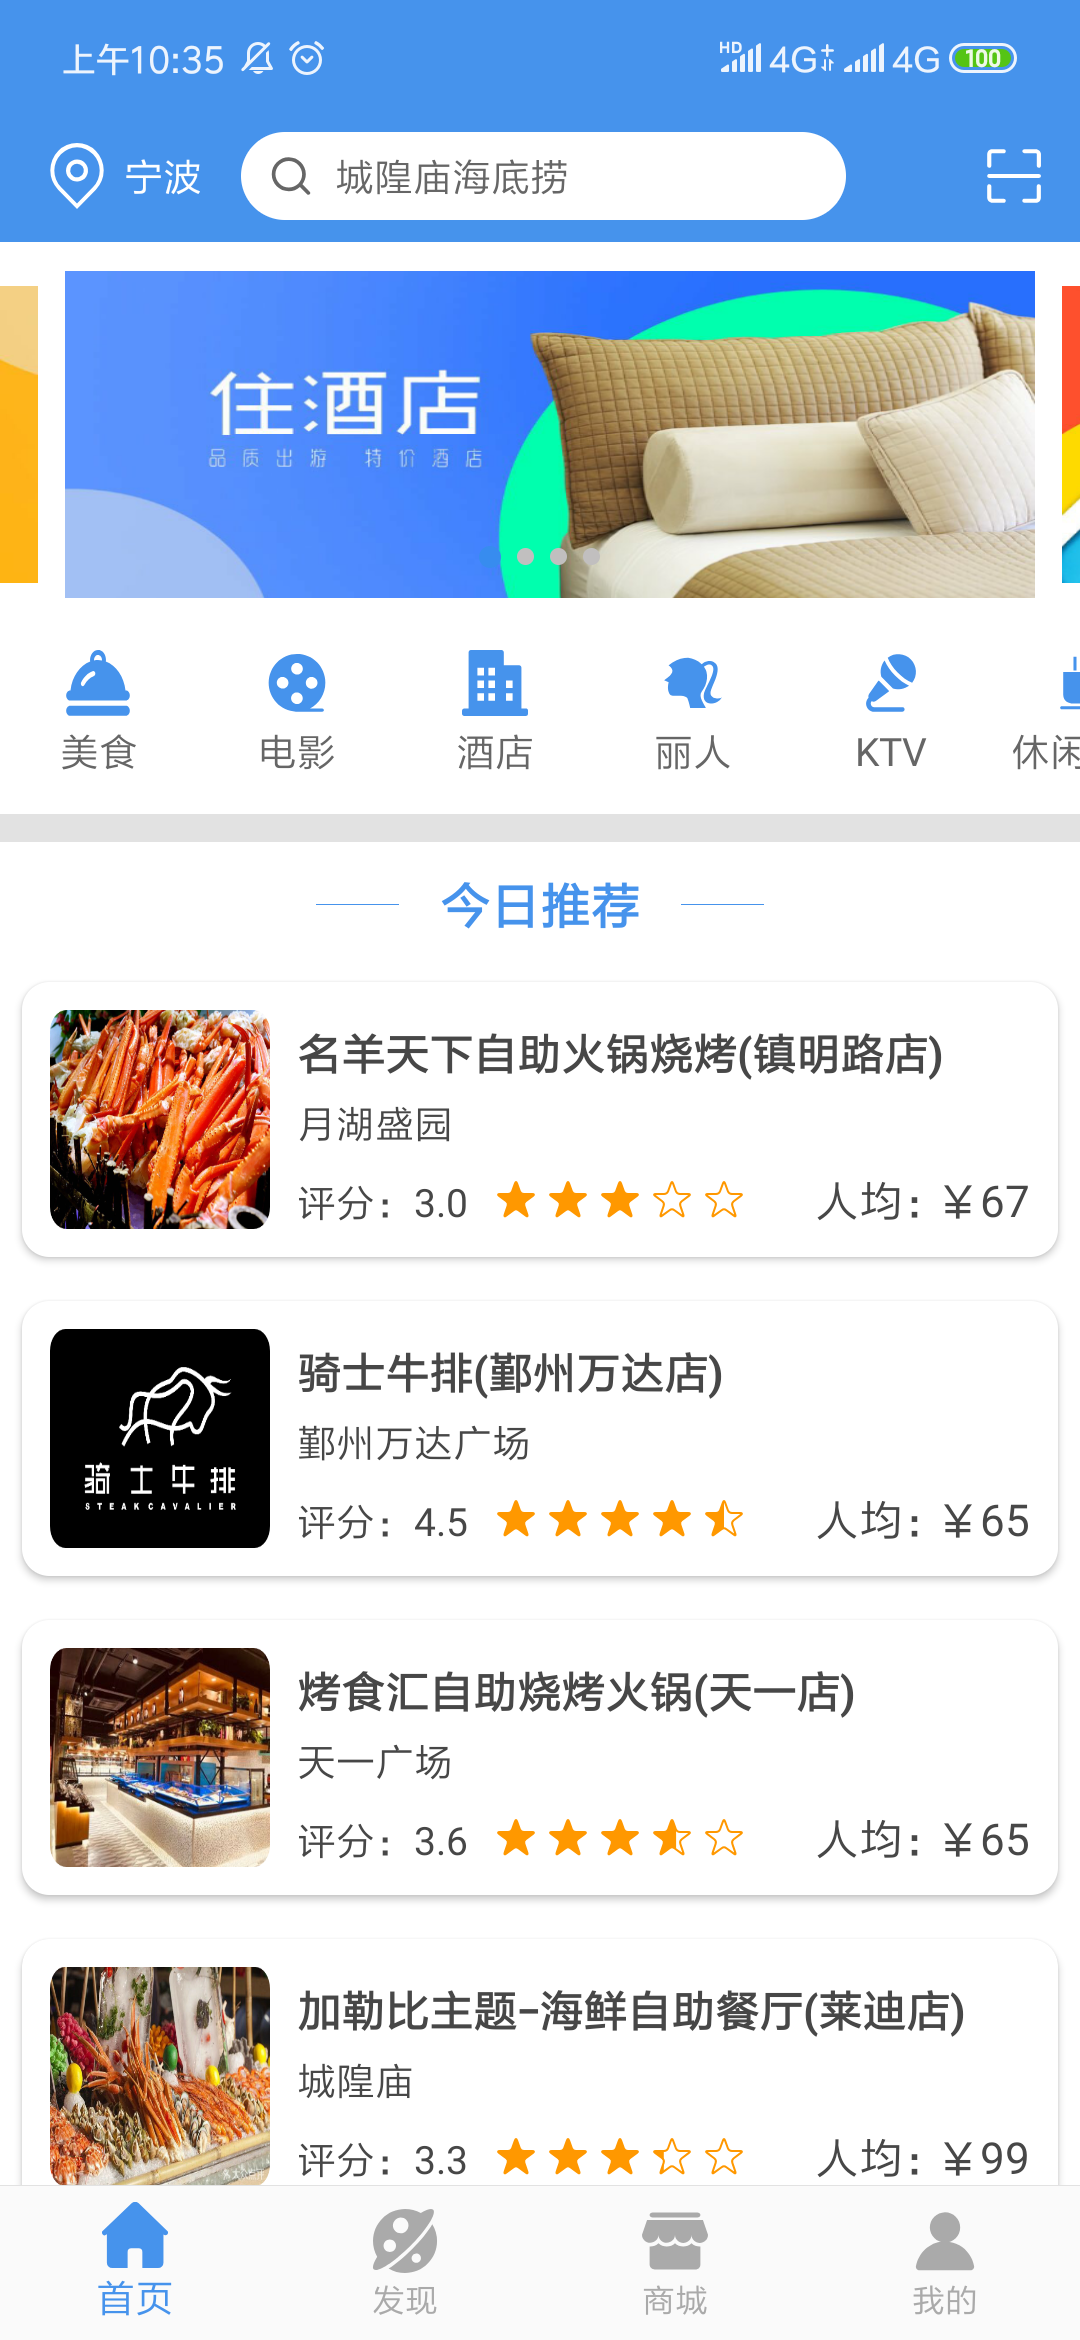 上午10:35 HD 4G 4G 100
宁波 城隍庙海底捞
住酒店
品质出游 特价酒店
美食 电影 酒店 丽人 KTV 休闲
今日推荐
名羊天下自助火锅烧烤(镇明路店)
月湖盛园
评分：3.0 人均：￥67
骑士牛排
STEAKCAVALIER
骑士牛排(鄞州万达店)
鄞州万达广场
评分：4.5 人均：￥65
烤食汇自助烧烤火锅(天一店)
天一广场
评分：3.6 人均：￥65
加勒比主题-海鲜自助餐厅(莱迪店)
城隍庙
评分：3.3 人均：￥99
首页 发现 商城 我的